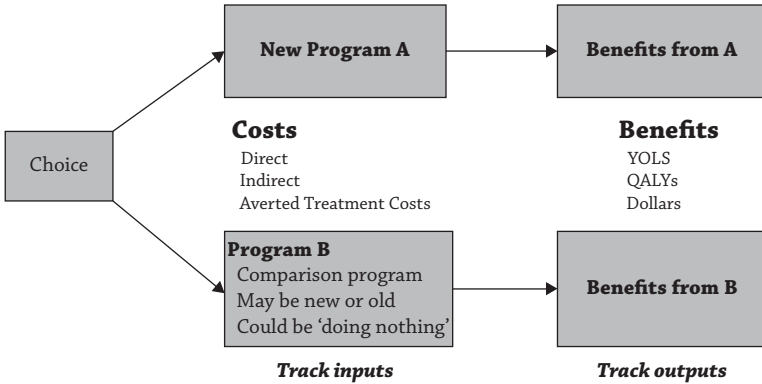 New Program A
Benefits from A
Choice
Costs
Direct
Indirect
Averted Treatment Costs
Benefits
YOLS
QALYs
Dollars
Program B
Comparison program
May be new or old
Could be ‘doing nothing’
Benefits from B
Track inputs
Track outputs